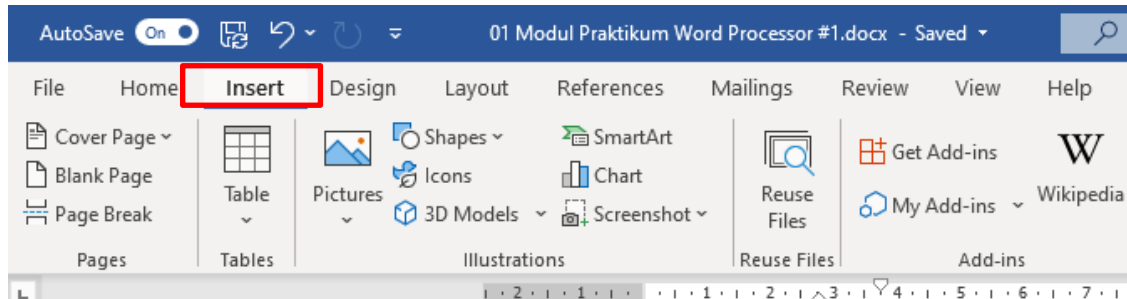 AutoSave On 01 Modul Praktikum Word Processor #1.docx - Saved
File Home Insert Design Layout References Mailings Review View Help
Cover Page
Blank Page
Page Break
Pages
Table
Tables
Pictures
Shapes
Icons
3D Models
SmartArt
Chart
Screenshot
Illustrations
Reuse
Files
Reuse Files
Get Add-ins
My Add-ins
W
Wikipedia
Add-ins
L
2 1 1 2 3 4 5 6 7